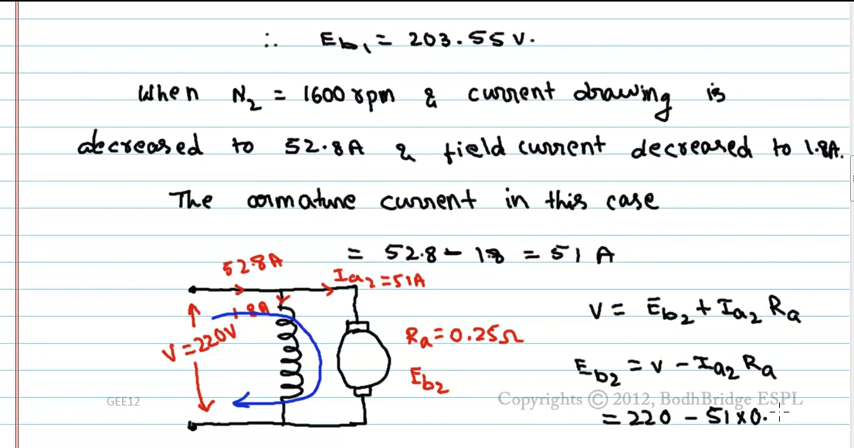 ∴ Eb₁ = 203.55 V.
When N₂ = 1600 rpm & current drawing is
decreased to 52.8A & field current decreased to 1.8A.
The armature current in this case
= 52.8 – 1.8 = 51 A
52.8A
Ia₂ = 51A
1.8A
V = 220V
Ra = 0.25Ω
Eb₂
V = Eb₂ + Ia₂ Ra
Eb₂ = V – Ia₂ Ra
= 220 – 51 × 0.
GEE12
Copyrights © 2012, BodhBridge ESPL